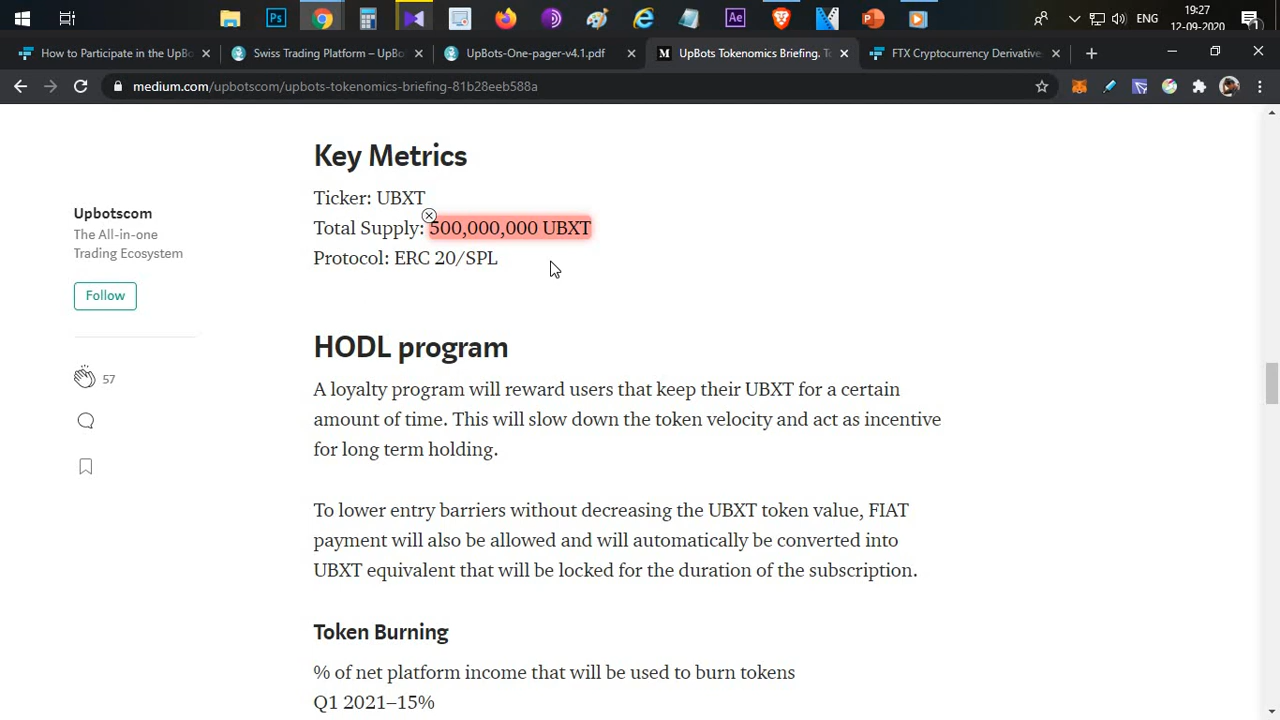 19:27
ENG
12-09-2020
How to Participate in the UpBo
Swiss Trading Platform – UpBo
UpBots-One-pager-v4.1.pdf
UpBots Tokenomics Briefing. To
FTX Cryptocurrency Derivative
medium.com/upbotscom/upbots-tokenomics-briefing-81b28eeb588a
Key Metrics
Ticker: UBXT
Total Supply: 500,000,000 UBXT
Protocol: ERC 20/SPL
Upbotscom
The All-in-one
Trading Ecosystem
Follow
57
HODL program
A loyalty program will reward users that keep their UBXT for a certain
amount of time. This will slow down the token velocity and act as incentive
for long term holding.
To lower entry barriers without decreasing the UBXT token value, FIAT
payment will also be allowed and will automatically be converted into
UBXT equivalent that will be locked for the duration of the subscription.
Token Burning
% of net platform income that will be used to burn tokens
Q1 2021–15%